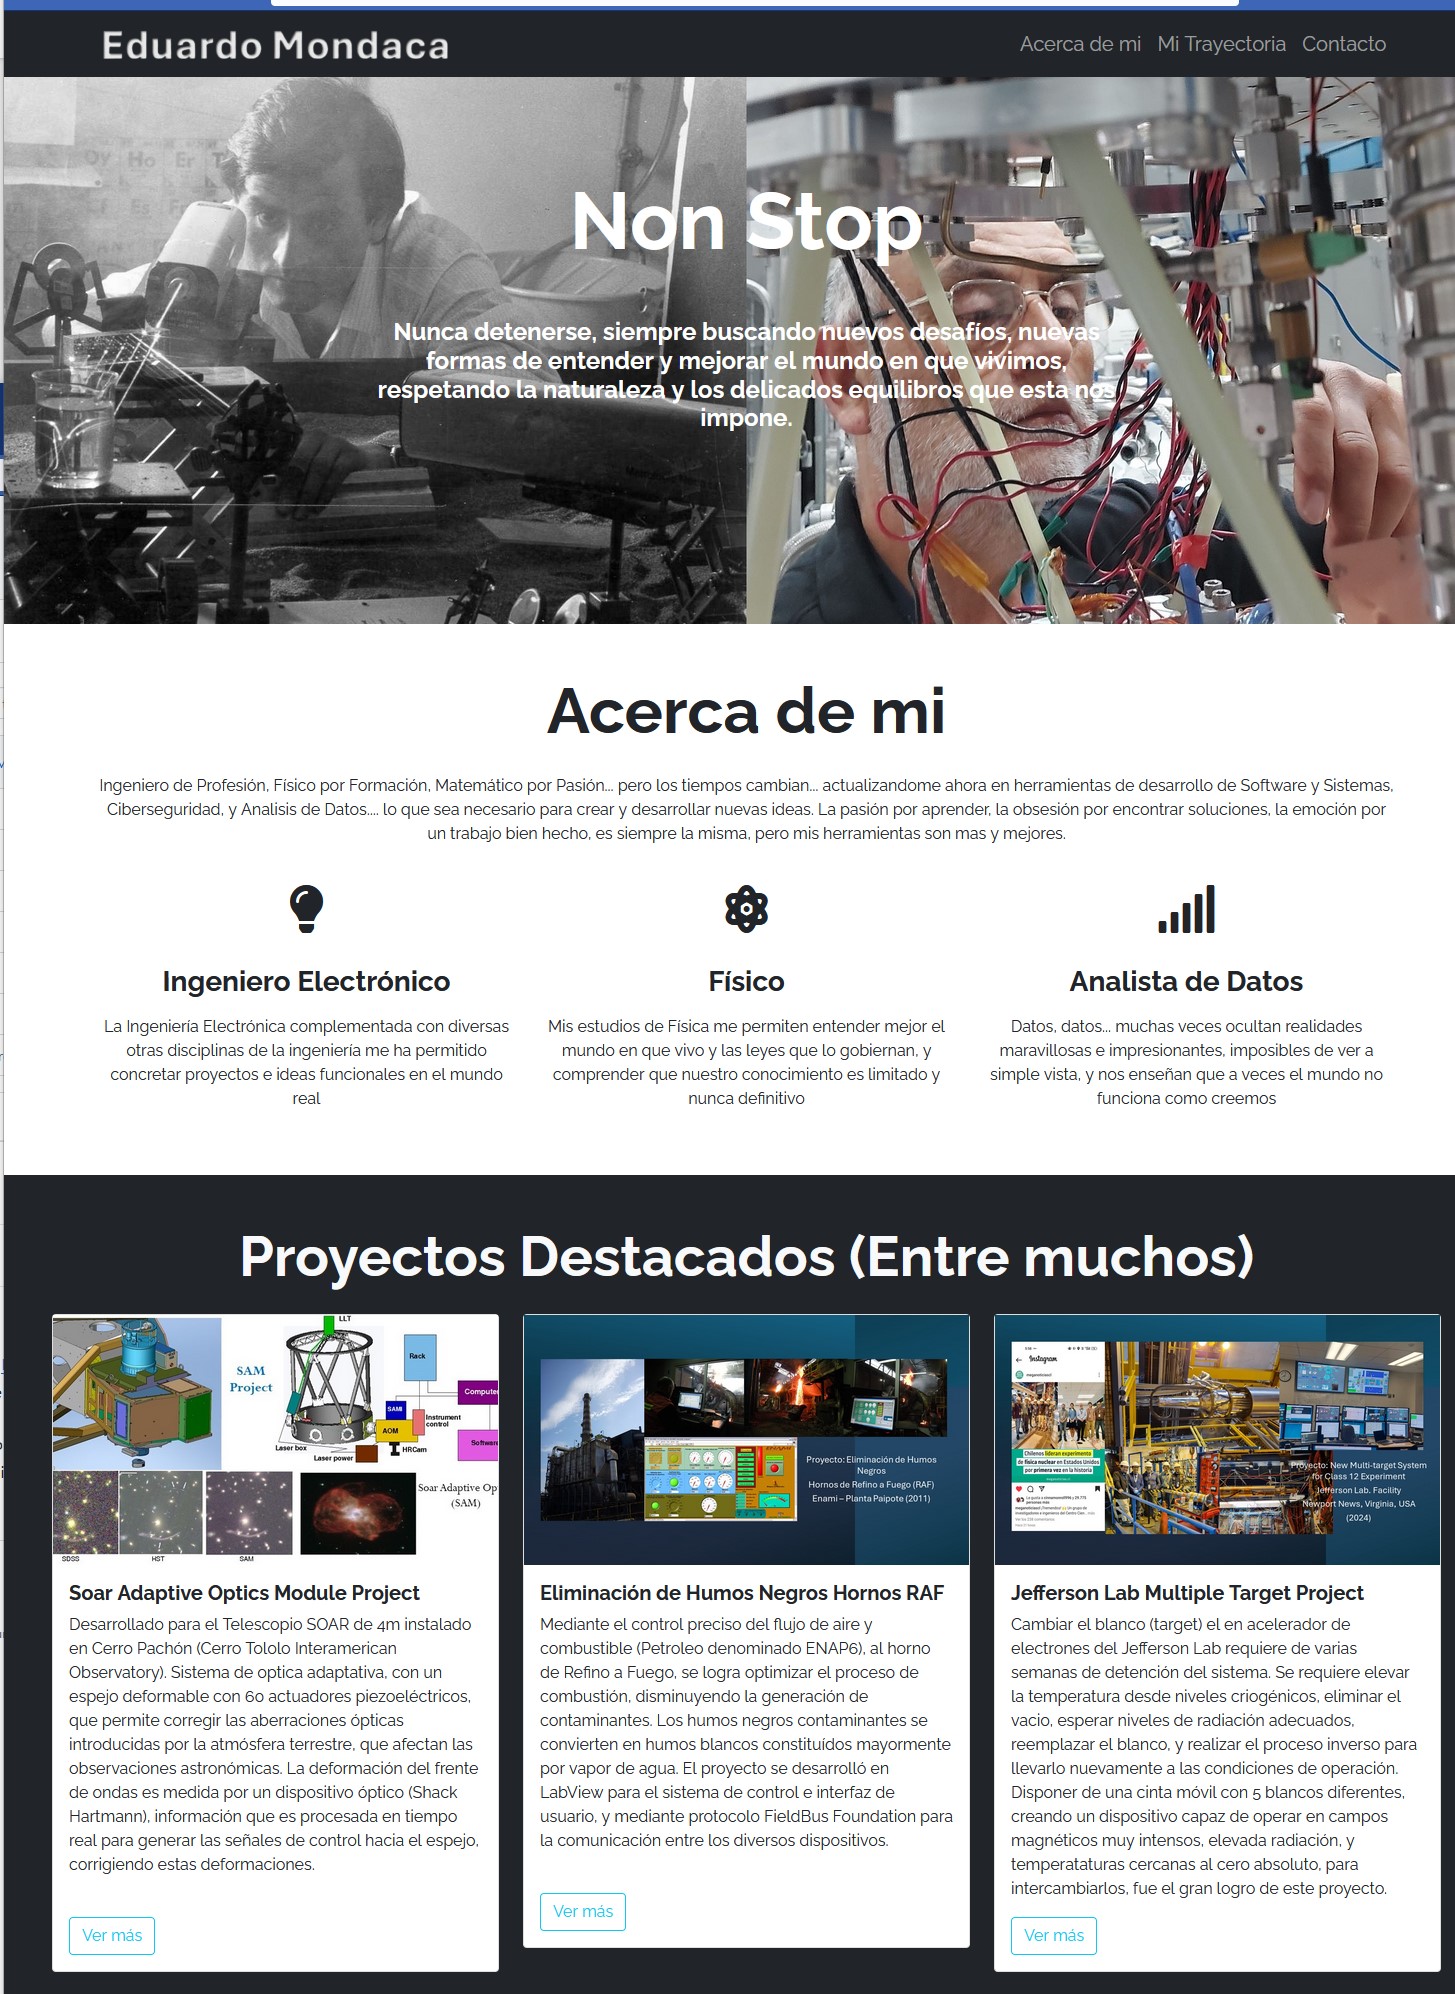 Eduardo Mondaca
Acerca de mi Mi Trayectoria Contacto
Oy Ho Er T
Es F
Non Stop
Nunca detenerse, siempre buscando nuevos desafíos, nuevas
formas de entender y mejorar el mundo en que vivimos,
respetando la naturaleza y los delicados equilibros que esta nos
impone.
Acerca de mi
Ingeniero de Profesión, Físico por Formación, Matemático por Pasión... pero los tiempos cambian... actualizandome ahora en herramientas de desarrollo de Software y Sistemas,
Ciberseguridad, y Analisis de Datos.... lo que sea necesario para crear y desarrollar nuevas ideas. La pasión por aprender, la obsesión por encontrar soluciones, la emoción por
un trabajo bien hecho, es siempre la misma, pero mis herramientas son mas y mejores.
Ingeniero Electrónico
La Ingeniería Electrónica complementada con diversas
otras disciplinas de la ingeniería me ha permitido
concretar proyectos e ideas funcionales en el mundo
real
Físico
Mis estudios de Física me permiten entender mejor el
mundo en que vivo y las leyes que lo gobiernan, y
comprender que nuestro conocimiento es limitado y
nunca definitivo
Analista de Datos
Datos, datos... muchas veces ocultan realidades
maravillosas e impresionantes, imposibles de ver a
simple vista, y nos enseñan que a veces el mundo no
funciona como creemos
Proyectos Destacados (Entre muchos)
SAM
Project
LLT
Rack
Computer
SAMI
Instrument
control
AOM
HRCam
Software
Laser box
Laser power
Soar Adaptive Op
(SAM)
SDSS
HST
SAM
Soar Adaptive Optics Module Project
Desarrollado para el Telescopio SOAR de 4m instalado
en Cerro Pachón (Cerro Tololo Interamerican
Observatory). Sistema de optica adaptativa, con un
espejo deformable con 60 actuadores piezoeléctricos,
que permite corregir las aberraciones ópticas
introducidas por la atmósfera terrestre, que afectan las
observaciones astronómicas. La deformación del frente
de ondas es medida por un dispositivo óptico (Shack
Hartmann), información que es procesada en tiempo
real para generar las señales de control hacia el espejo,
corrigiendo estas deformaciones.
Ver más
Proyecto: Eliminación de Humos
Negros
Hornos de Refino a Fuego (RAF)
Enami – Planta Paipote (2011)
Eliminación de Humos Negros Hornos RAF
Mediante el control preciso del flujo de aire y
combustible (Petroleo denominado ENAP6), al horno
de Refino a Fuego, se logra optimizar el proceso de
combustión, disminuyendo la generación de
contaminantes. Los humos negros contaminantes se
convierten en humos blancos constituídos mayormente
por vapor de agua. El proyecto se desarrolló en
LabView para el sistema de control e interfaz de
usuario, y mediante protocolo FieldBus Foundation para
la comunicación entre los diversos dispositivos.
Ver más
Instagram
meganoticiascl
Chilenos lideran experimento
de física nuclear en Estados Unidos
por primera vez en la historia
Proyecto: New Multi-target System
for Class 12 Experiment
Jefferson Lab. Facility
Newport News, Virginia, USA
(2024)
Jefferson Lab Multiple Target Project
Cambiar el blanco (target) el en acelerador de
electrones del Jefferson Lab requiere de varias
semanas de detención del sistema. Se requiere elevar
la temperatura desde niveles criogénicos, eliminar el
vacio, esperar niveles de radiación adecuados,
reemplazar el blanco, y realizar el proceso inverso para
llevarlo nuevamente a las condiciones de operación.
Disponer de una cinta móvil con 5 blancos diferentes,
creando un dispositivo capaz de operar en campos
magnéticos muy intensos, elevada radiación, y
temperataturas cercanas al cero absoluto, para
intercambiarlos, fue el gran logro de este proyecto.
Ver más